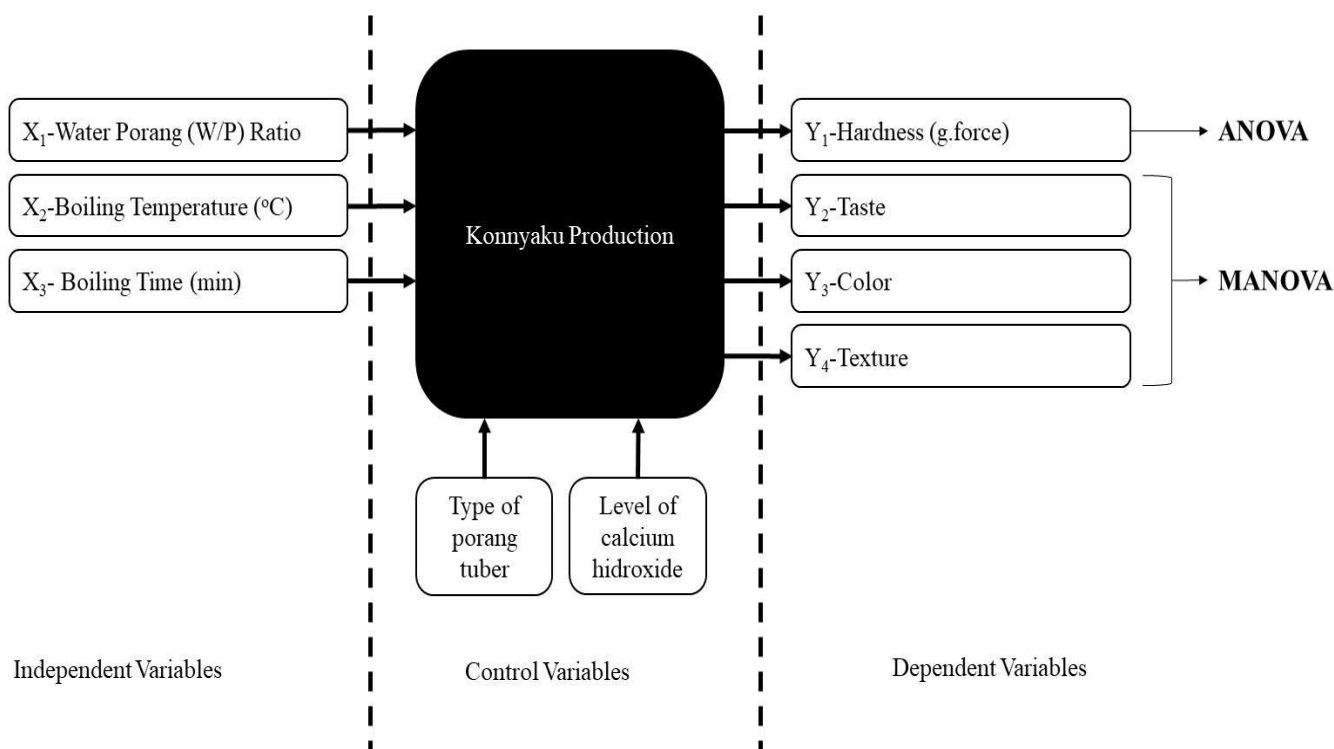 X₁-Water Porang (W/P) Ratio
X₂-Boiling Temperature (°C)
X₃- Boiling Time (min)
Konnyaku Production
Y₁-Hardness (g.force)
Y₂-Taste
Y₃-Color
Y₄-Texture
ANOVA
MANOVA
Type of
porang
tuber
Level of
calcium
hidroxide
Independent Variables
Control Variables
Dependent Variables